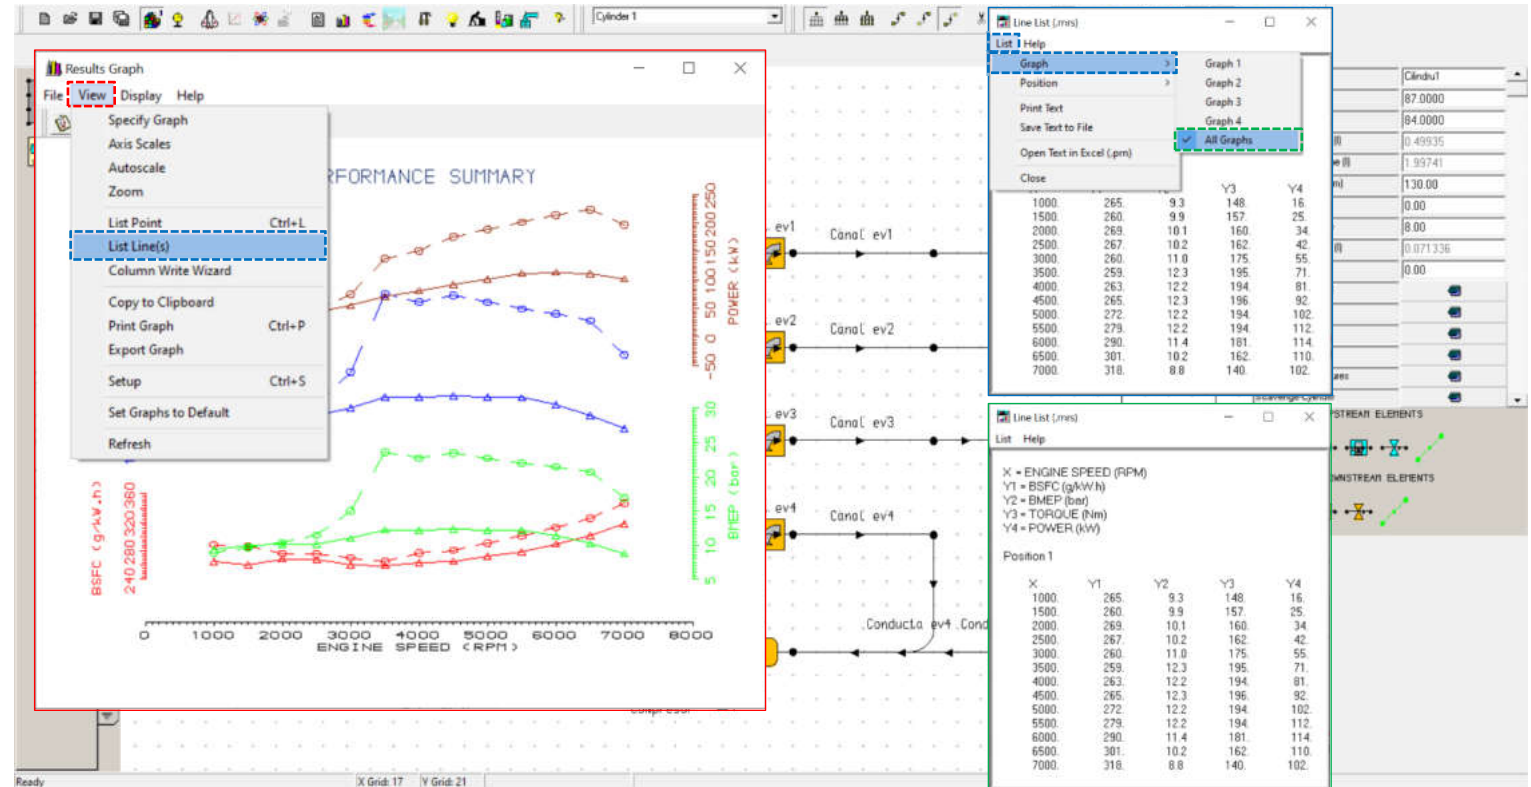 Cylinder 1
Results Graph
File View Display Help
Specify Graph
Axis Scales
Autoscale
Zoom
List Point Ctrl+L
List Line(s)
Column Write Wizard
Copy to Clipboard
Print Graph Ctrl+P
Export Graph
Setup Ctrl+S
Set Graphs to Default
Refresh
RFORMANCE SUMMARY
-50 0 50 100 150 200 250
POWER (kW)
5 10 15 20 25 30
BMEP (bar)
BSFC (g/kW.h)
240 280 320 360
0 1000 2000 3000 4000 5000 6000 7000 8000
ENGINE SPEED (RPM)
ev1
Canal ev1
ev2
Canal ev2
ev3
Canal ev3
ev4
Canal ev4
Conducta ev4
Cond
Line List (.mrs)
List Help
Graph
Position
Print Text
Save Text to File
Open Text in Excel (.prn)
Close
Graph 1
Graph 2
Graph 3
Graph 4
All Graphs
Y3 Y4
1000. 265. 9.3 148. 16.
1500. 260. 9.9 157. 25.
2000. 269. 10.1 160. 34.
2500. 267. 10.2 162. 42.
3000. 260. 11.0 175. 55.
3500. 259. 12.3 195. 71.
4000. 263. 12.2 194. 81.
4500. 265. 12.3 196. 92.
5000. 272. 12.2 194. 102.
5500. 279. 12.2 194. 112.
6000. 290. 11.4 181. 114.
6500. 301. 10.2 162. 110.
7000. 318. 8.8 140. 102.
Cilindru1
87.0000
84.0000
0.49935
1.99741
130.00
0.00
8.00
0.071336
0.00
Line List (.mrs)
List Help
X = ENGINE SPEED (RPM)
Y1 = BSFC (g/kW.h)
Y2 = BMEP (bar)
Y3 = TORQUE (Nm)
Y4 = POWER (kW)
Position 1
X Y1 Y2 Y3 Y4
1000. 265. 9.3 148. 16.
1500. 260. 9.9 157. 25.
2000. 269. 10.1 160. 34.
2500. 267. 10.2 162. 42.
3000. 260. 11.0 175. 55.
3500. 259. 12.3 195. 71.
4000. 263. 12.2 194. 81.
4500. 265. 12.3 196. 92.
5000. 272. 12.2 194. 102.
5500. 279. 12.2 194. 112.
6000. 290. 11.4 181. 114.
6500. 301. 10.2 162. 110.
7000. 318. 8.8 140. 102.
PSTREAM ELEMENTS
WNSTREAM ELEMENTS
Ready
X Grid: 17 Y Grid: 21